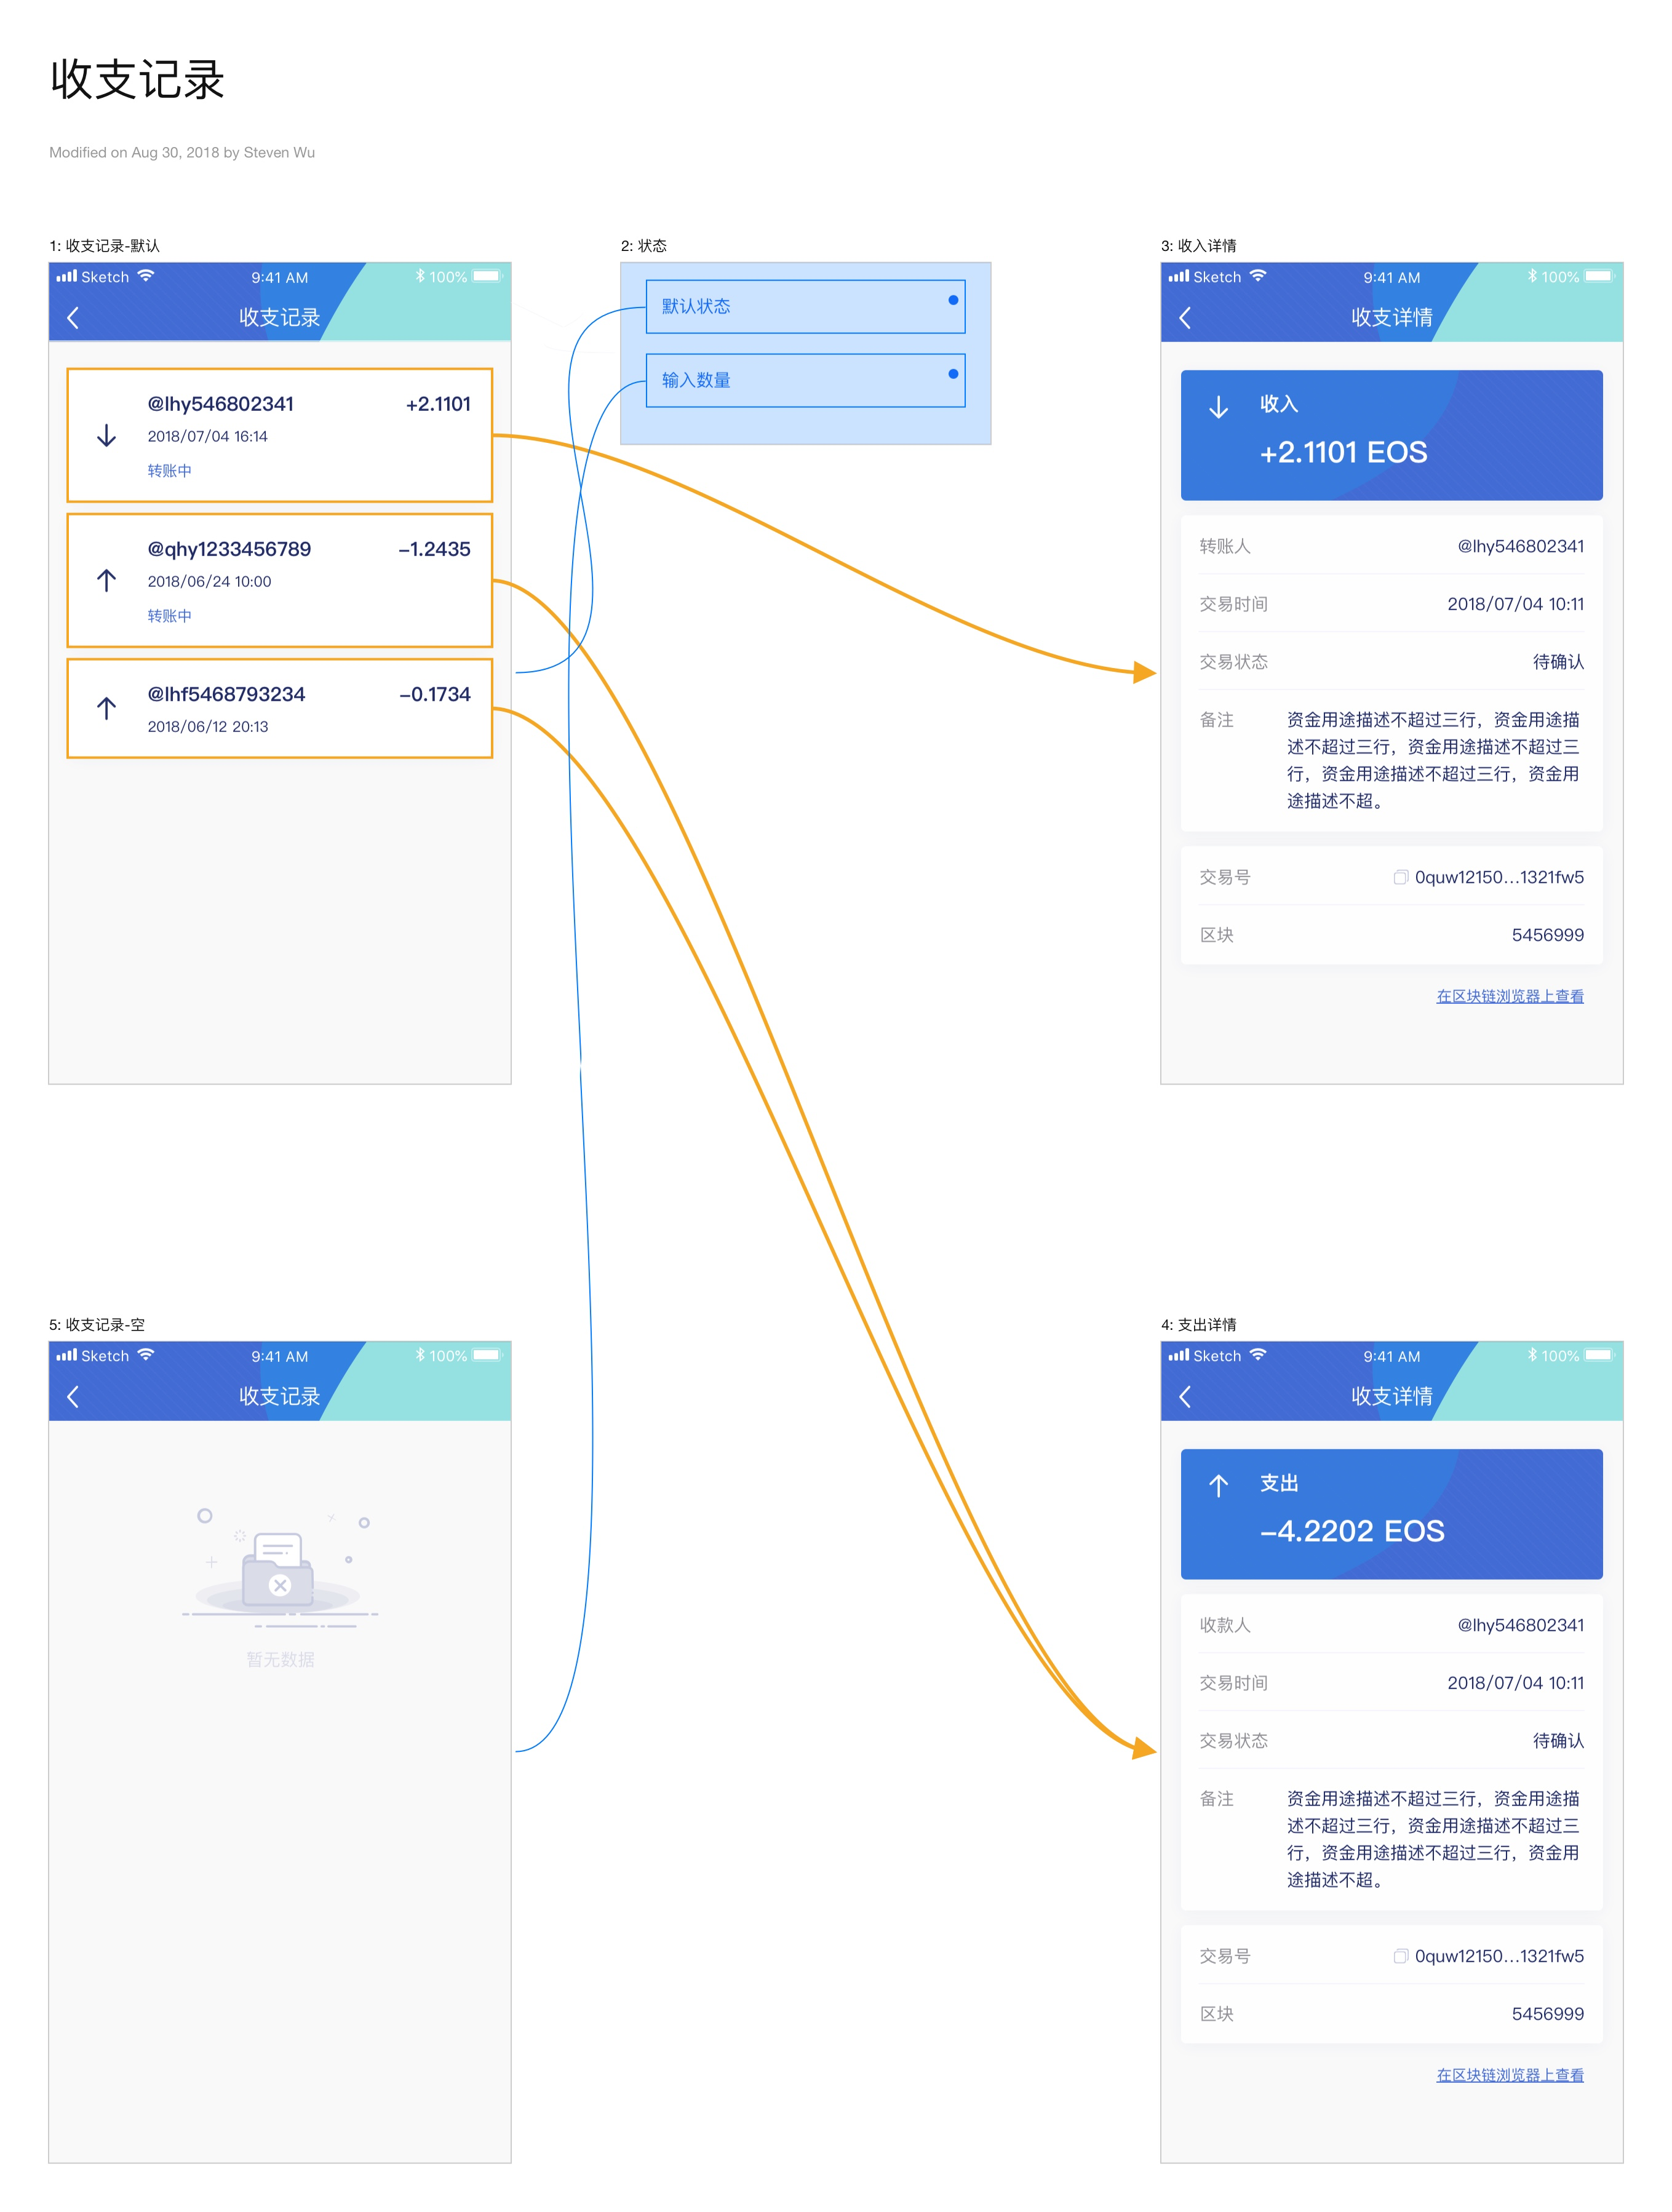 收支记录
Modified on Aug 30, 2018 by Steven Wu
1: 收支记录-默认
Sketch 9:41 AM 100%
收支记录
@lhy546802341 +2.1101
2018/07/04 16:14
转账中
@qhy1233456789 −1.2435
2018/06/24 10:00
转账中
@lhf5468793234 −0.1734
2018/06/12 20:13
2: 状态
默认状态
输入数量
3: 收入详情
Sketch 9:41 AM 100%
收支详情
收入
+2.1101 EOS
转账人 @lhy546802341
交易时间 2018/07/04 10:11
交易状态 待确认
备注 资金用途描述不超过三行，资金用途描
述不超过三行，资金用途描述不超过三
行，资金用途描述不超过三行，资金用
途描述不超。
交易号 0quw12150...1321fw5
区块 5456999
在区块链浏览器上查看
5: 收支记录-空
Sketch 9:41 AM 100%
收支记录
暂无数据
4: 支出详情
Sketch 9:41 AM 100%
收支详情
支出
−4.2202 EOS
收款人 @lhy546802341
交易时间 2018/07/04 10:11
交易状态 待确认
备注 资金用途描述不超过三行，资金用途描
述不超过三行，资金用途描述不超过三
行，资金用途描述不超过三行，资金用
途描述不超。
交易号 0quw12150...1321fw5
区块 5456999
在区块链浏览器上查看